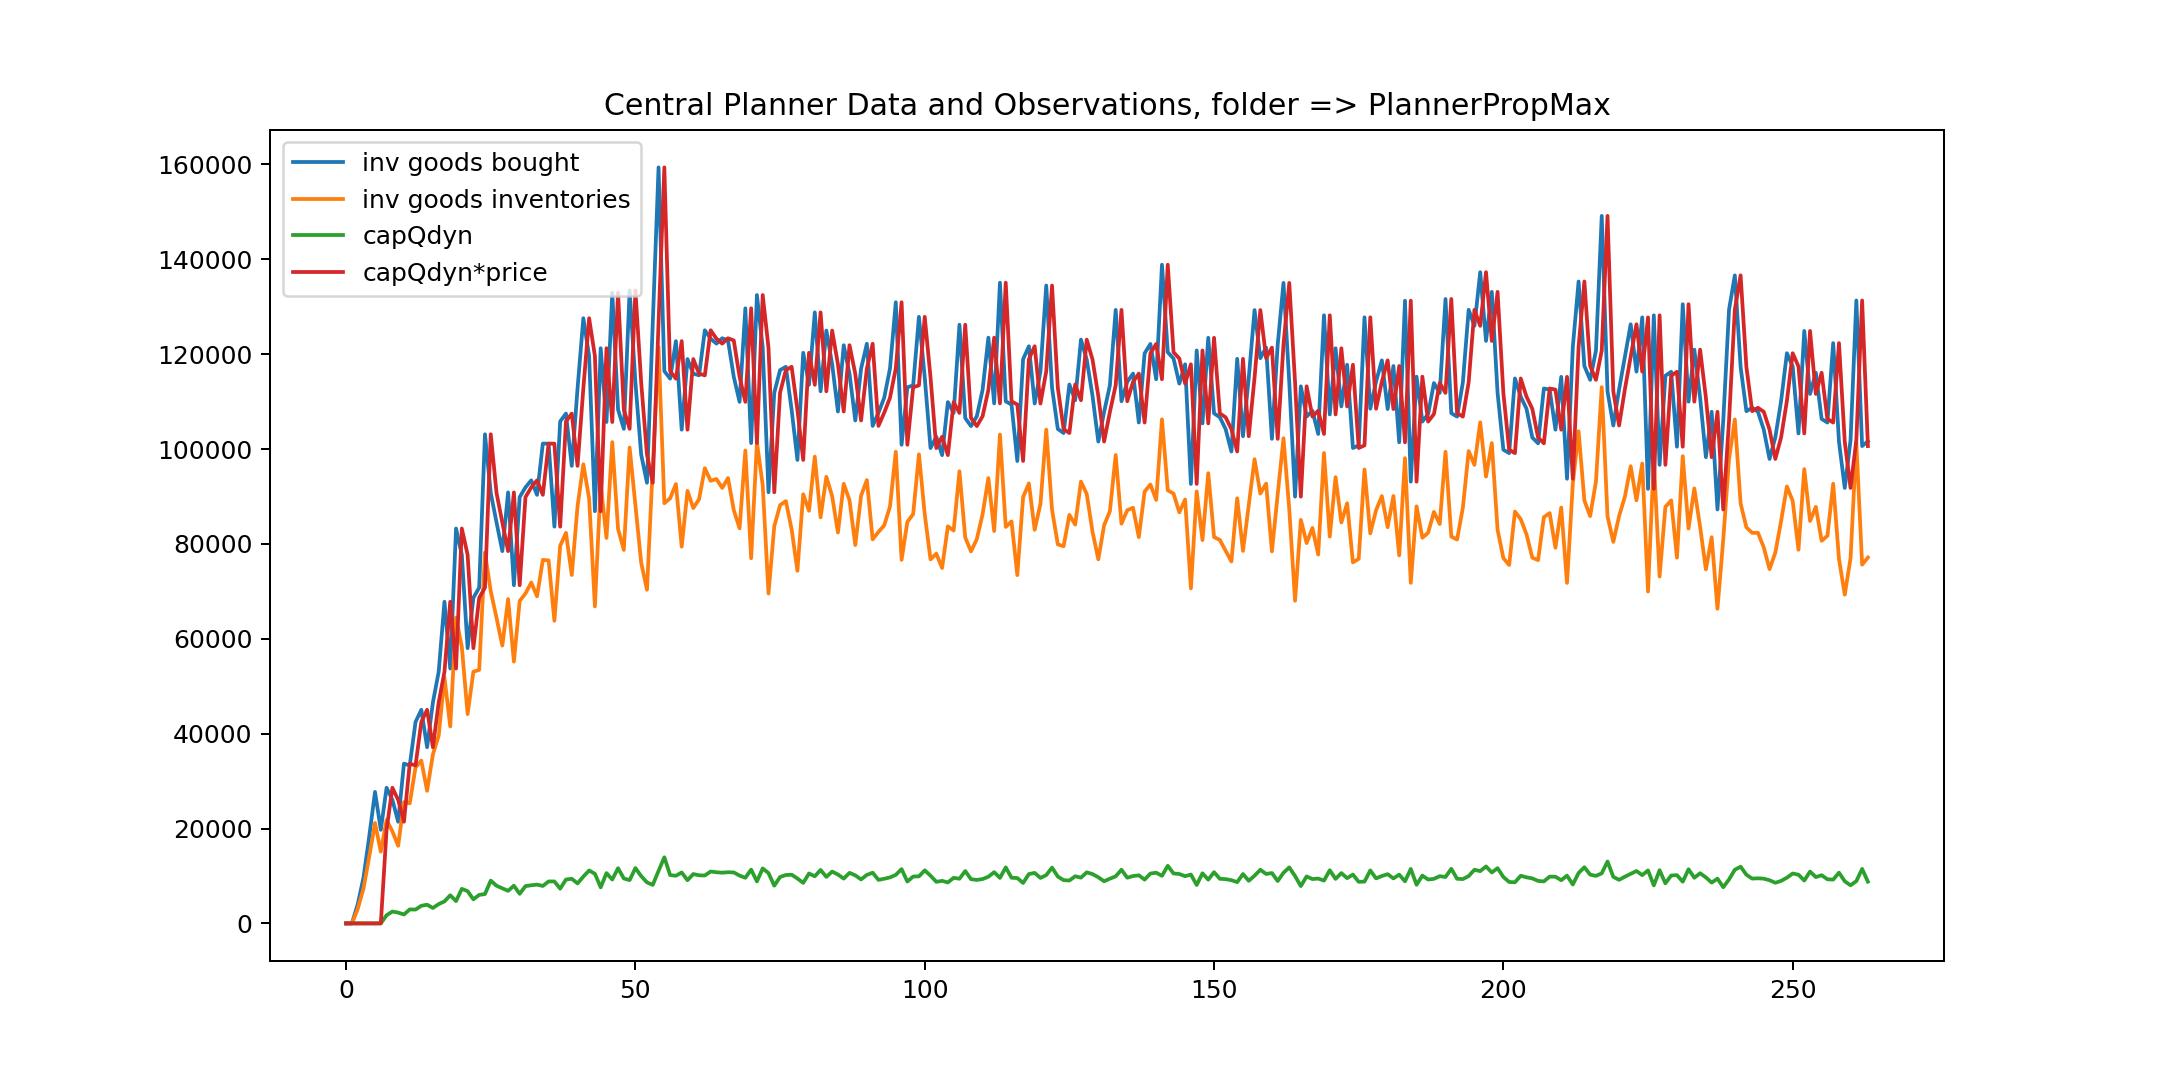 Central Planner Data and Observations, folder => PlannerPropMax
inv goods bought
inv goods inventories
capQdyn
capQdyn*price
160000
140000
120000
100000
80000
60000
40000
20000
0
0 50 100 150 200 250